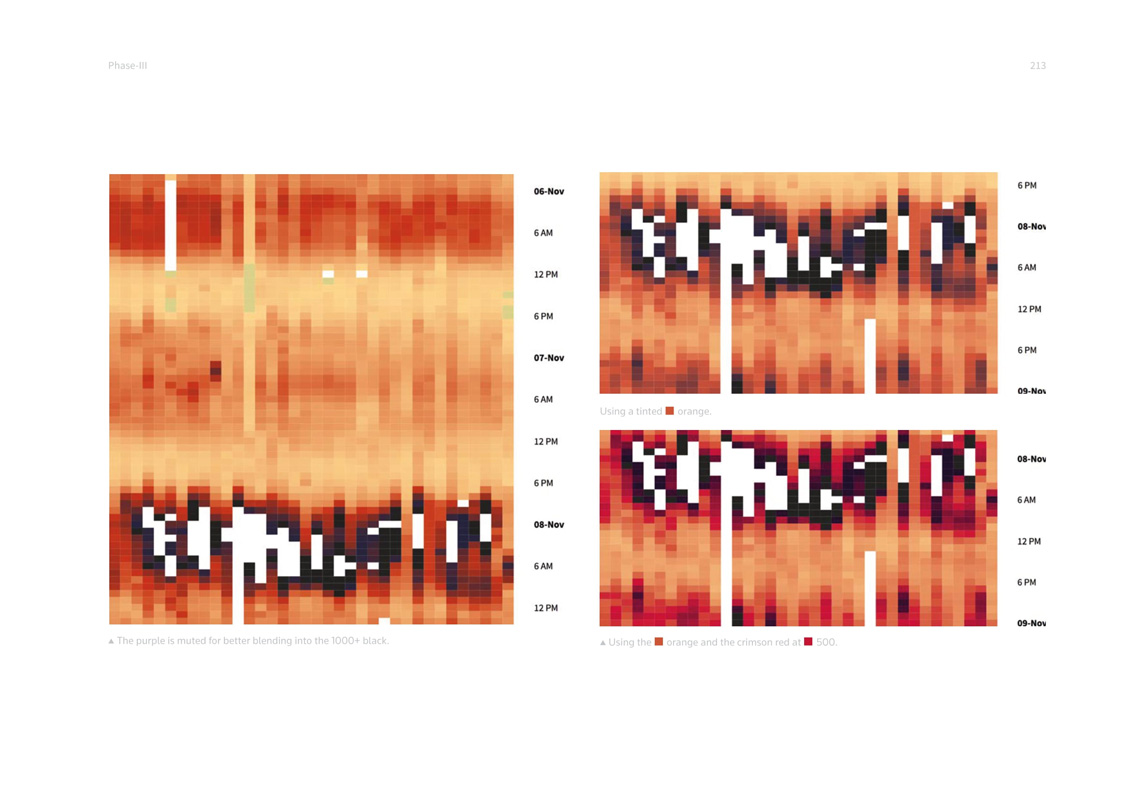 Phase-III
213
06-Nov
6 AM
12 PM
6 PM
07-Nov
6 AM
12 PM
6 PM
08-Nov
6 AM
12 PM
▲ The purple is muted for better blending into the 1000+ black.
6 PM
08-Nov
6 AM
12 PM
6 PM
09-Nov
Using a tinted orange.
08-Nov
6 AM
12 PM
6 PM
09-Nov
▲ Using the orange and the crimson red at 500.